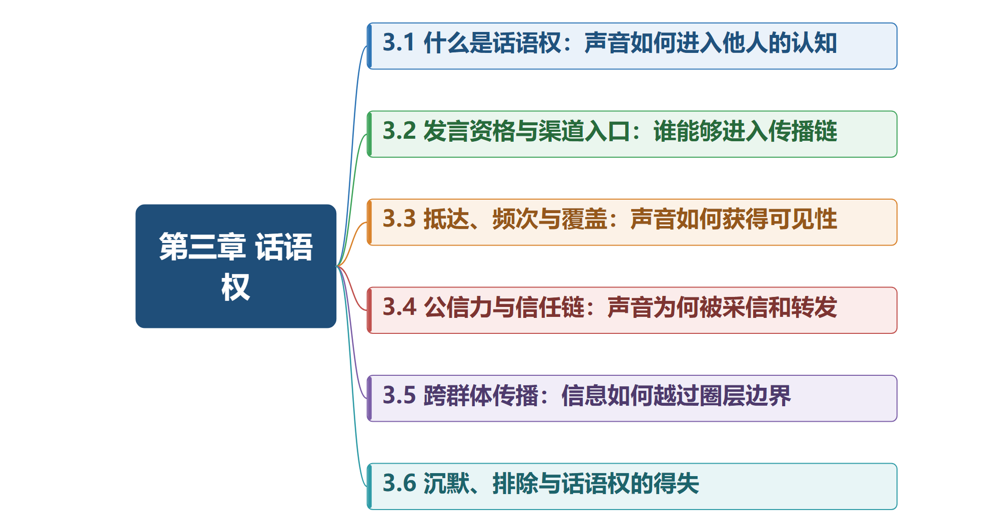 第三章 话语
权
3.1 什么是话语权：声音如何进入他人的认知
3.2 发言资格与渠道入口：谁能够进入传播链
3.3 抵达、频次与覆盖：声音如何获得可见性
3.4 公信力与信任链：声音为何被采信和转发
3.5 跨群体传播：信息如何越过圈层边界
3.6 沉默、排除与话语权的得失